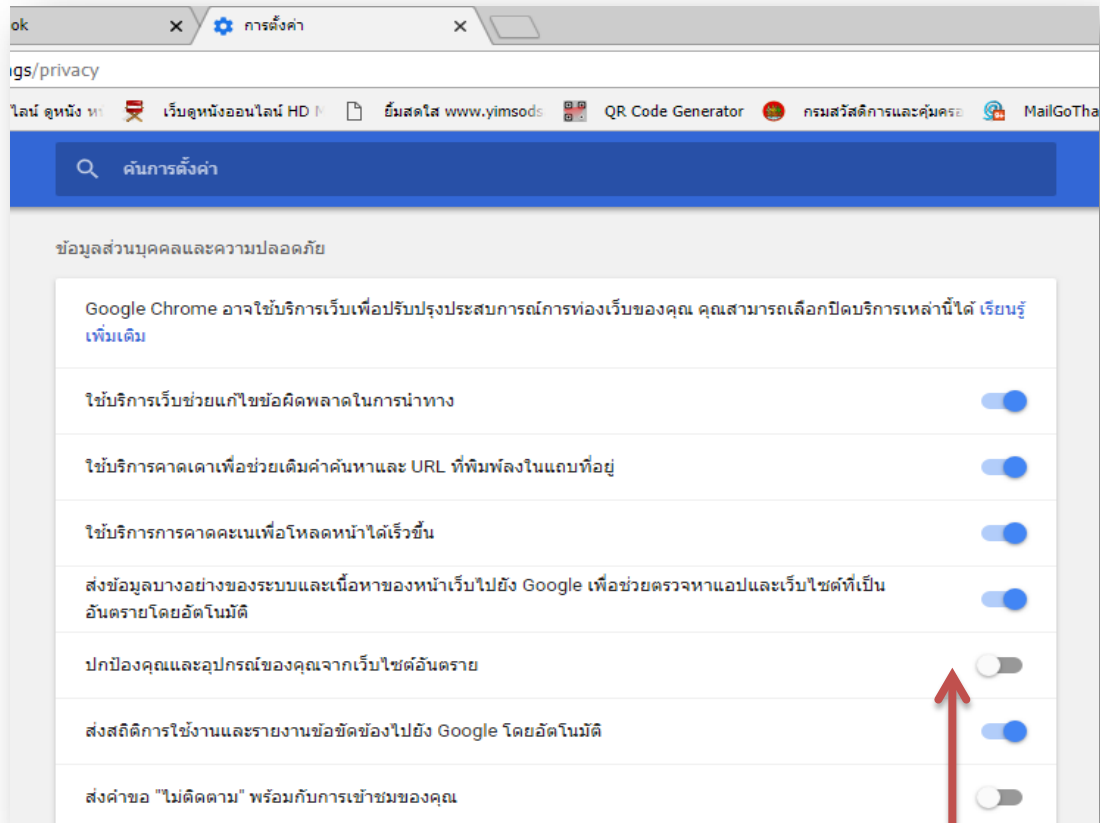 ok
การตั้งค่า
gs/privacy
ไลน์ ดูหนัง
เว็บดูหนังออนไลน์ HD
ยิ้มสดใส www.yimsods
QR Code Generator
กรมสวัสดิการและคุ้มครอ
MailGoTha
ค้นการตั้งค่า
ข้อมูลส่วนบุคคลและความปลอดภัย
Google Chrome อาจใช้บริการเว็บเพื่อปรับปรุงประสบการณ์การท่องเว็บของคุณ คุณสามารถเลือกปิดบริการเหล่านี้ได้ เรียนรู้
เพิ่มเติม
ใช้บริการเว็บช่วยแก้ไขข้อผิดพลาดในการนำทาง
ใช้บริการคาดเดาเพื่อช่วยเติมคำค้นหาและ URL ที่พิมพ์ลงในแถบที่อยู่
ใช้บริการการคาดคะเนเพื่อโหลดหน้าได้เร็วขึ้น
ส่งข้อมูลบางอย่างของระบบและเนื้อหาของหน้าเว็บไปยัง Google เพื่อช่วยตรวจหาแอปและเว็บไซต์ที่เป็น
อันตรายโดยอัตโนมัติ
ปกป้องคุณและอุปกรณ์ของคุณจากเว็บไซต์อันตราย
ส่งสถิติการใช้งานและรายงานข้อขัดข้องไปยัง Google โดยอัตโนมัติ
ส่งคำขอ "ไม่ติดตาม" พร้อมกับการเข้าชมของคุณ